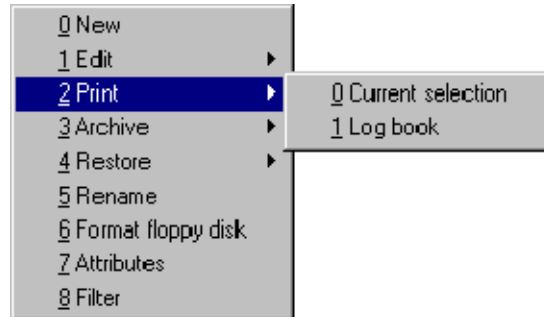 0 New
1 Edit
2 Print
0 Current selection
3 Archive
1 Log book
4 Restore
5 Rename
6 Format floppy disk
7 Attributes
8 Filter